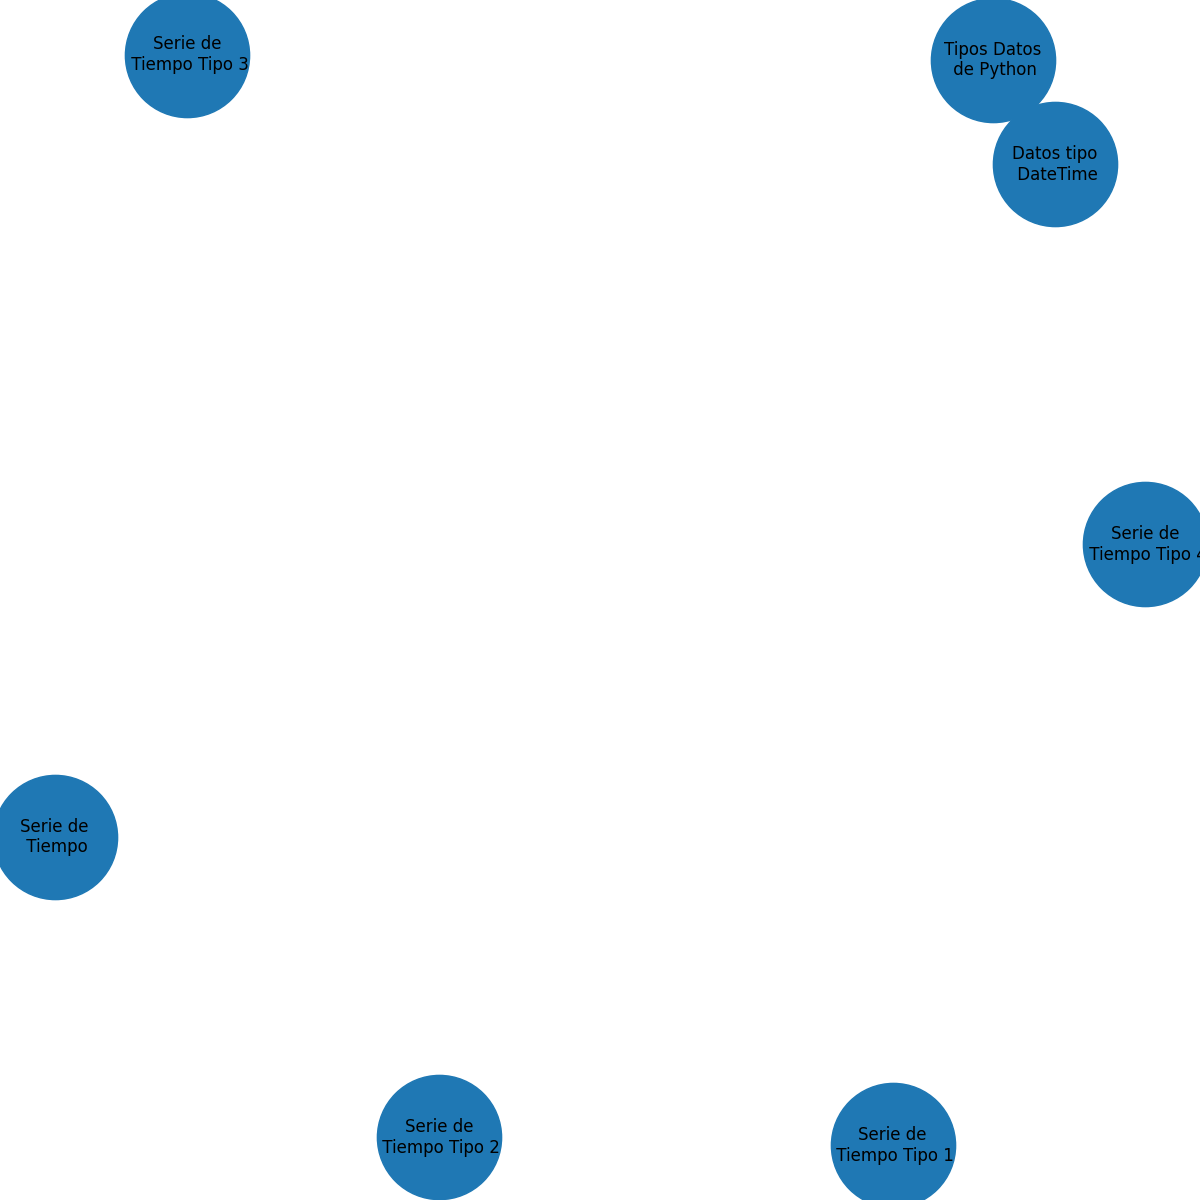 Serie de
Tiempo Tipo 3
Tipos Datos
de Python
Datos tipo
DateTime
Serie de
Tiempo Tipo 4
Serie de
Tiempo
Serie de
Tiempo Tipo 2
Serie de
Tiempo Tipo 1